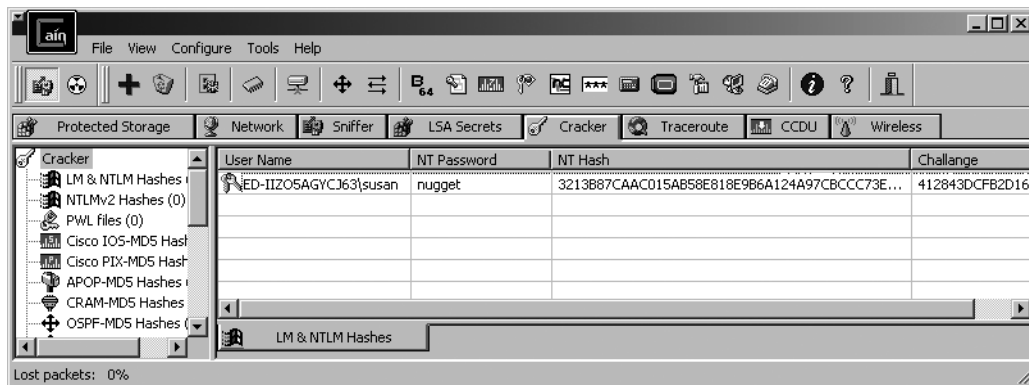 aín
File View Configure Tools Help
B64
NC
***
Protected Storage Network Sniffer LSA Secrets Cracker Traceroute CCDU Wireless
Cracker
LM & NTLM Hashes (
NTLMv2 Hashes (0)
PWL files (0)
Cisco IOS-MD5 Hash
Cisco PIX-MD5 Hash
APOP-MD5 Hashes (
CRAM-MD5 Hashes
OSPF-MD5 Hashes (
User Name NT Password NT Hash Challange
ED-IIZO5AGYCJ63\susan nugget 3213B87CAAC015AB58E818E9B6A124A97CBCCC73E... 412843DCFB2D16
LM & NTLM Hashes
Lost packets: 0%